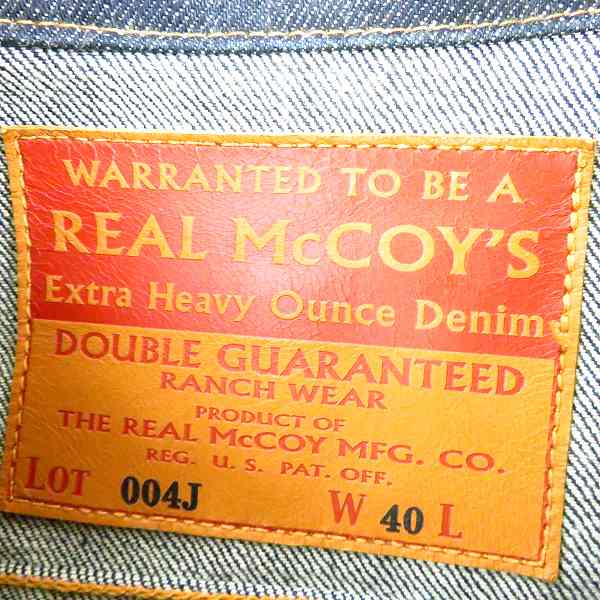 WARRANTED TO BE A
REAL McCOY'S
Extra Heavy Ounce Denim
DOUBLE GUARANTEED
RANCH WEAR
PRODUCT OF
THE REAL McCOY MFG. CO.
REG. U. S. PAT. OFF.
LOT 004J W 40 L